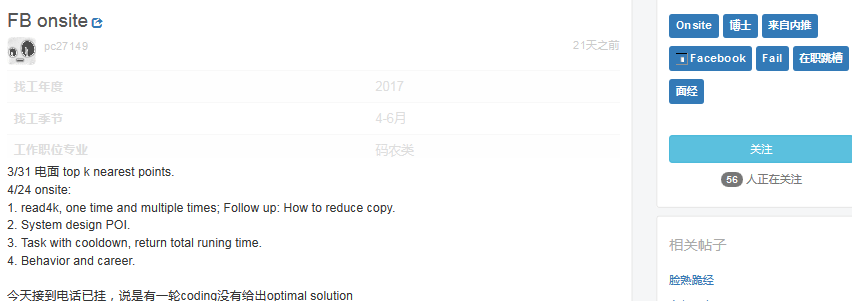 FB onsite
pc27149
21天之前
找工年度 2017
找工季节 4-6月
工作职位专业 码农类
3/31 电面 top k nearest points.
4/24 onsite:
1. read4k, one time and multiple times; Follow up: How to reduce copy.
2. System design POI.
3. Task with cooldown, return total runing time.
4. Behavior and career.
今天接到电话已挂，说是有一轮coding没有给出optimal solution
Onsite 博士 来自内推
Facebook Fail 在职跳槽
面经
关注
56 人正在关注
相关帖子
脸熟跪经